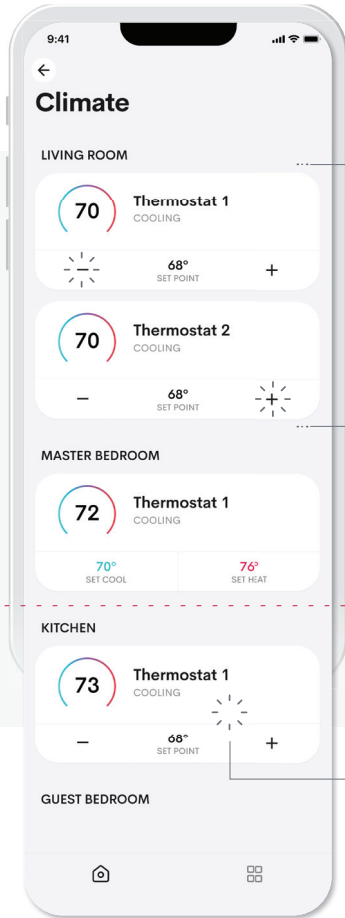 9:41
Climate
LIVING ROOM
70
Thermostat 1
COOLING
68°
SET POINT
− +
70
Thermostat 2
COOLING
68°
SET POINT
− +
MASTER BEDROOM
72
Thermostat 1
COOLING
70°
SET COOL
76°
SET HEAT
KITCHEN
73
Thermostat 1
COOLING
68°
SET POINT
− +
GUEST BEDROOM